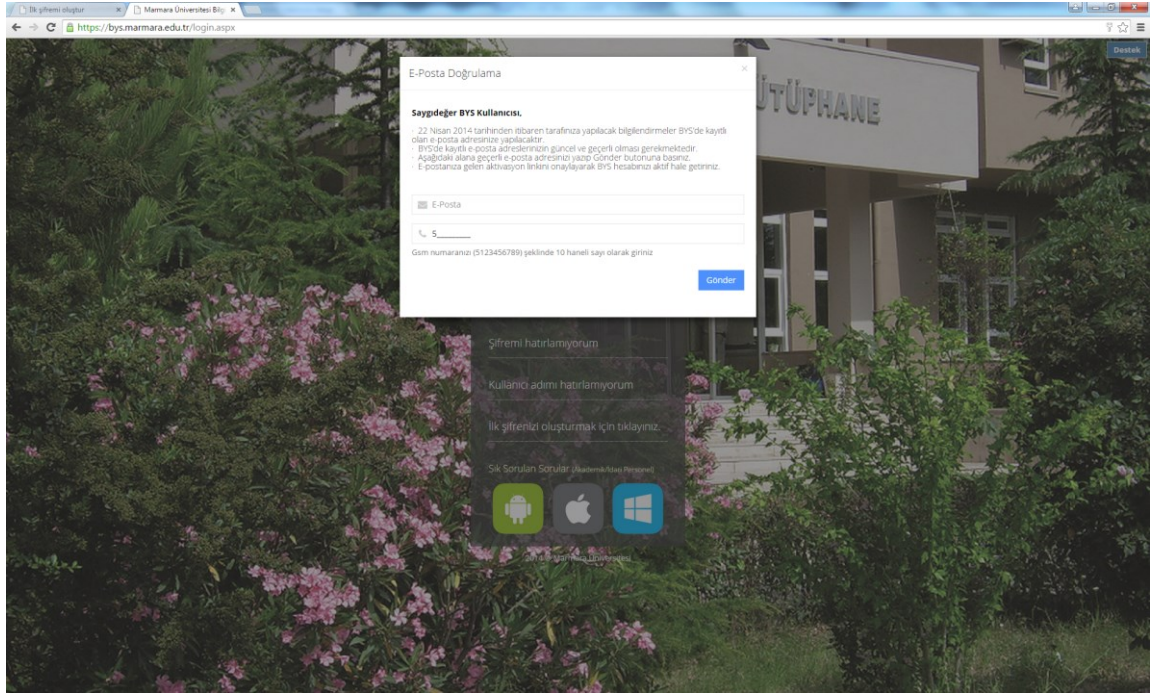 İlk şifremi oluştur
Marmara Üniversitesi Bilg
https://bys.marmara.edu.tr/login.aspx
Destek
E-Posta Doğrulama
Saygıdeğer BYS Kullanıcısı,
· 22 Nisan 2014 tarihinden itibaren tarafınıza yapılacak bilgilendirmeler BYS'de kayıtlı
olan e-posta adresinize yapılacaktır.
· BYS'de kayıtlı e-posta adreslerinizin güncel ve geçerli olması gerekmektedir.
· Aşağıdaki alana geçerli e-posta adresinizi yazıp Gönder butonuna basınız.
· E-postanıza gelen aktivasyon linkini onaylayarak BYS hesabınızı aktif hale getiriniz.
E-Posta
5_________
Gsm numaranızı (5123456789) şeklinde 10 haneli sayı olarak giriniz
Gönder
ÜTÜPHANE
Şifremi hatırlamıyorum
Kullanıcı adımı hatırlamıyorum
İlk şifrenizi oluşturmak için tıklayınız.
Sık Sorulan Sorular (Akademik/İdari Personel)
2014 © Marmara Üniversitesi